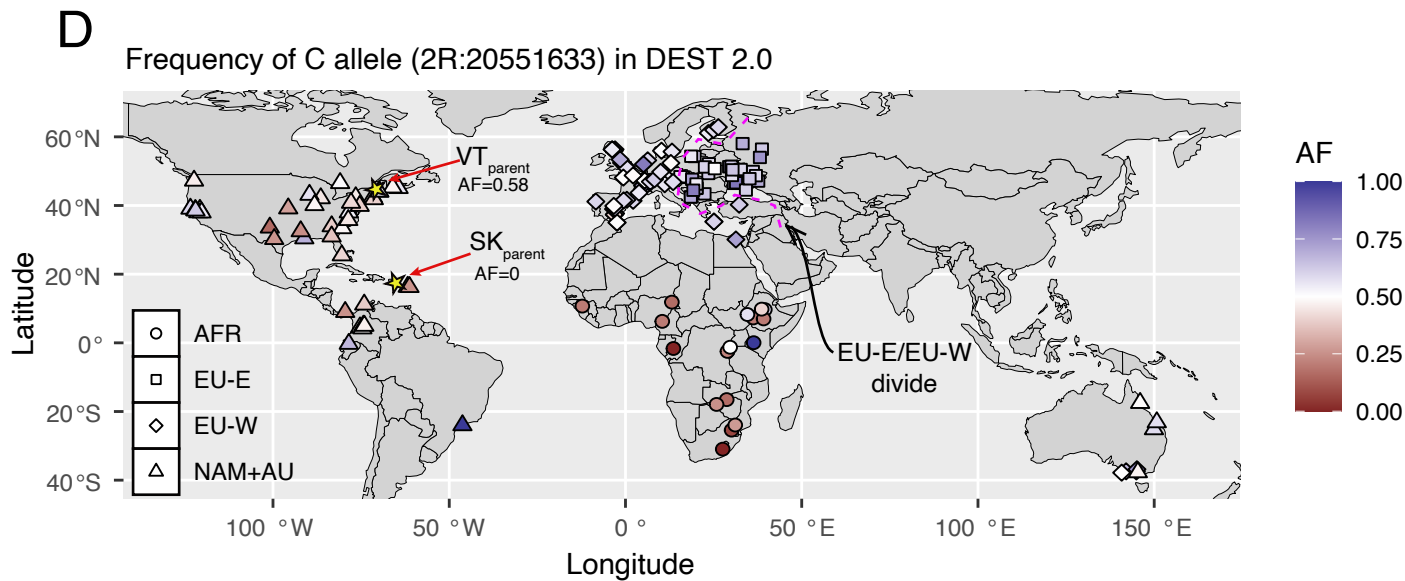 D
Frequency of C allele (2R:20551633) in DEST 2.0
60°N
40°N
20°N
0°
20°S
40°S
Latitude
VTparent
AF=0.58
SKparent
AF=0
AFR
EU-E
EU-W
NAM+AU
EU-E/EU-W
divide
100 °W
50 °W
0 °
50 °E
100 °E
150 °E
Longitude
AF
1.00
0.75
0.50
0.25
0.00